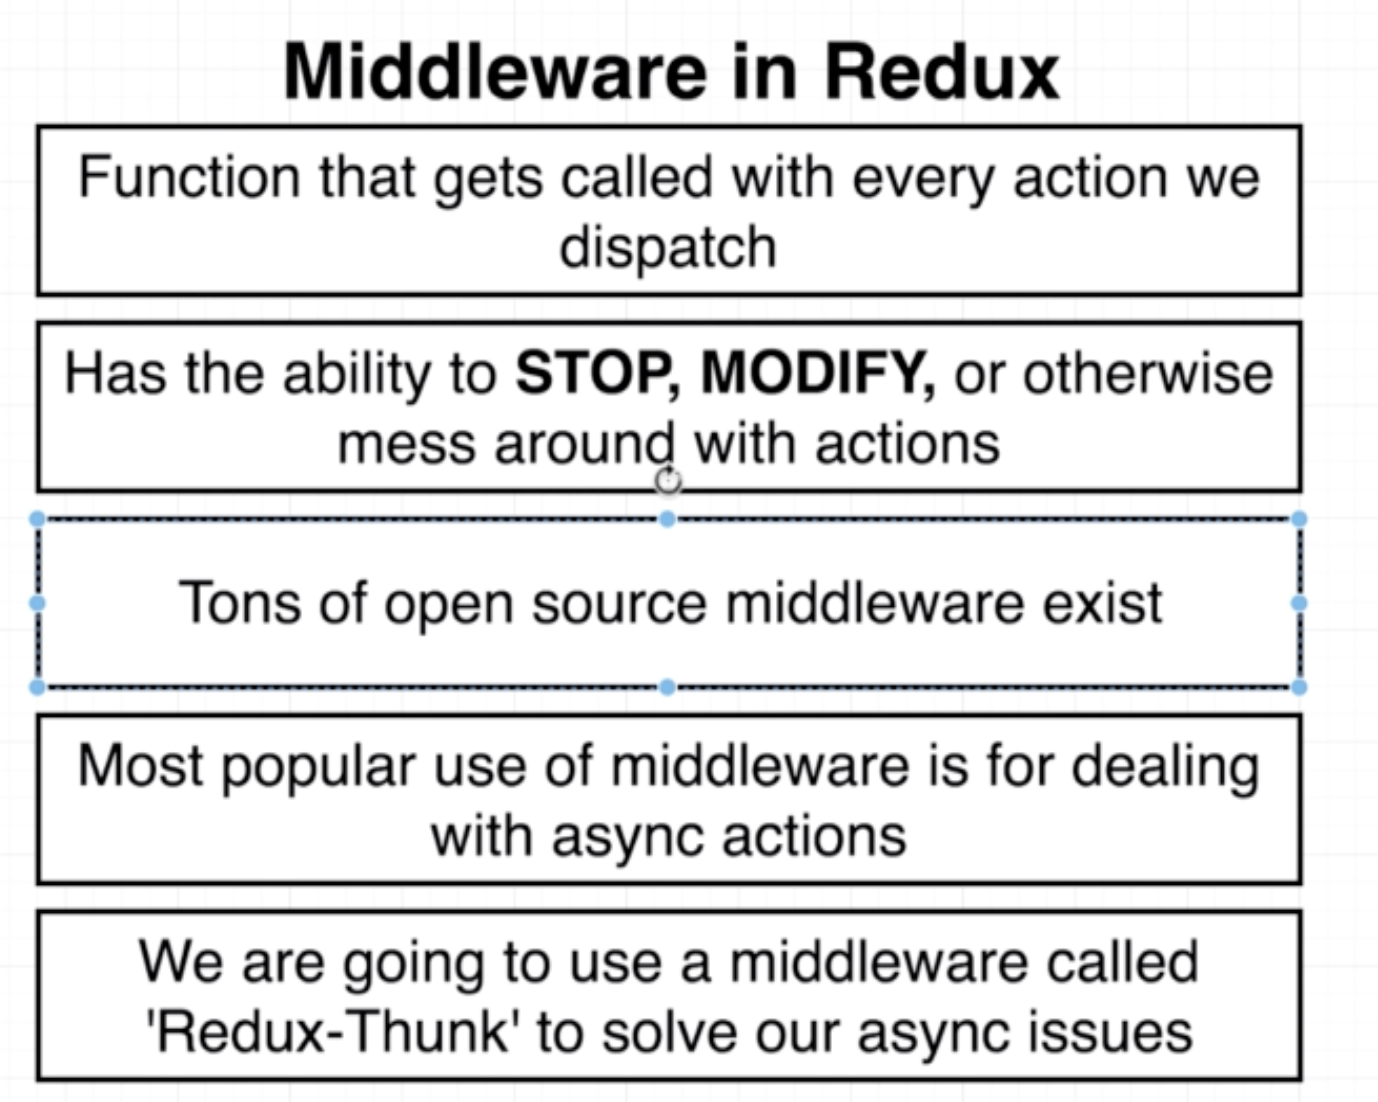 Middleware in Redux
Function that gets called with every action we
dispatch
Has the ability to STOP, MODIFY, or otherwise
mess around with actions
Tons of open source middleware exist
Most popular use of middleware is for dealing
with async actions
We are going to use a middleware called
'Redux-Thunk' to solve our async issues